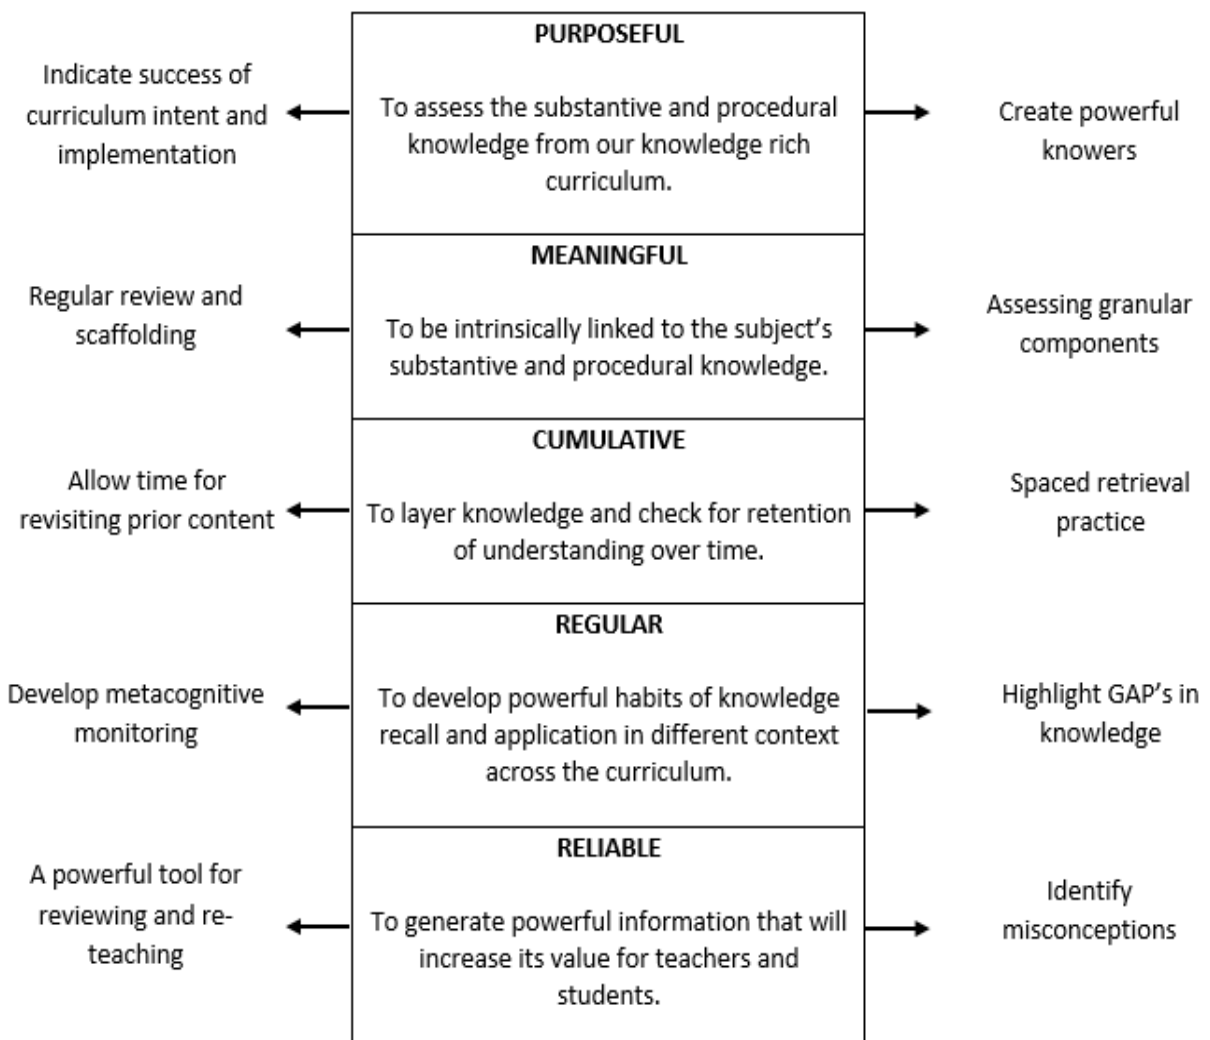 PURPOSEFUL
Indicate success of
curriculum intent and
implementation
To assess the substantive and procedural
knowledge from our knowledge rich
curriculum.
Create powerful
knowers
MEANINGFUL
Regular review and
scaffolding
To be intrinsically linked to the subject’s
substantive and procedural knowledge.
Assessing granular
components
CUMULATIVE
Allow time for
revisiting prior content
To layer knowledge and check for retention
of understanding over time.
Spaced retrieval
practice
REGULAR
Develop metacognitive
monitoring
To develop powerful habits of knowledge
recall and application in different context
across the curriculum.
Highlight GAP’s in
knowledge
RELIABLE
A powerful tool for
reviewing and re-
teaching
To generate powerful information that will
increase its value for teachers and
students.
Identify
misconceptions